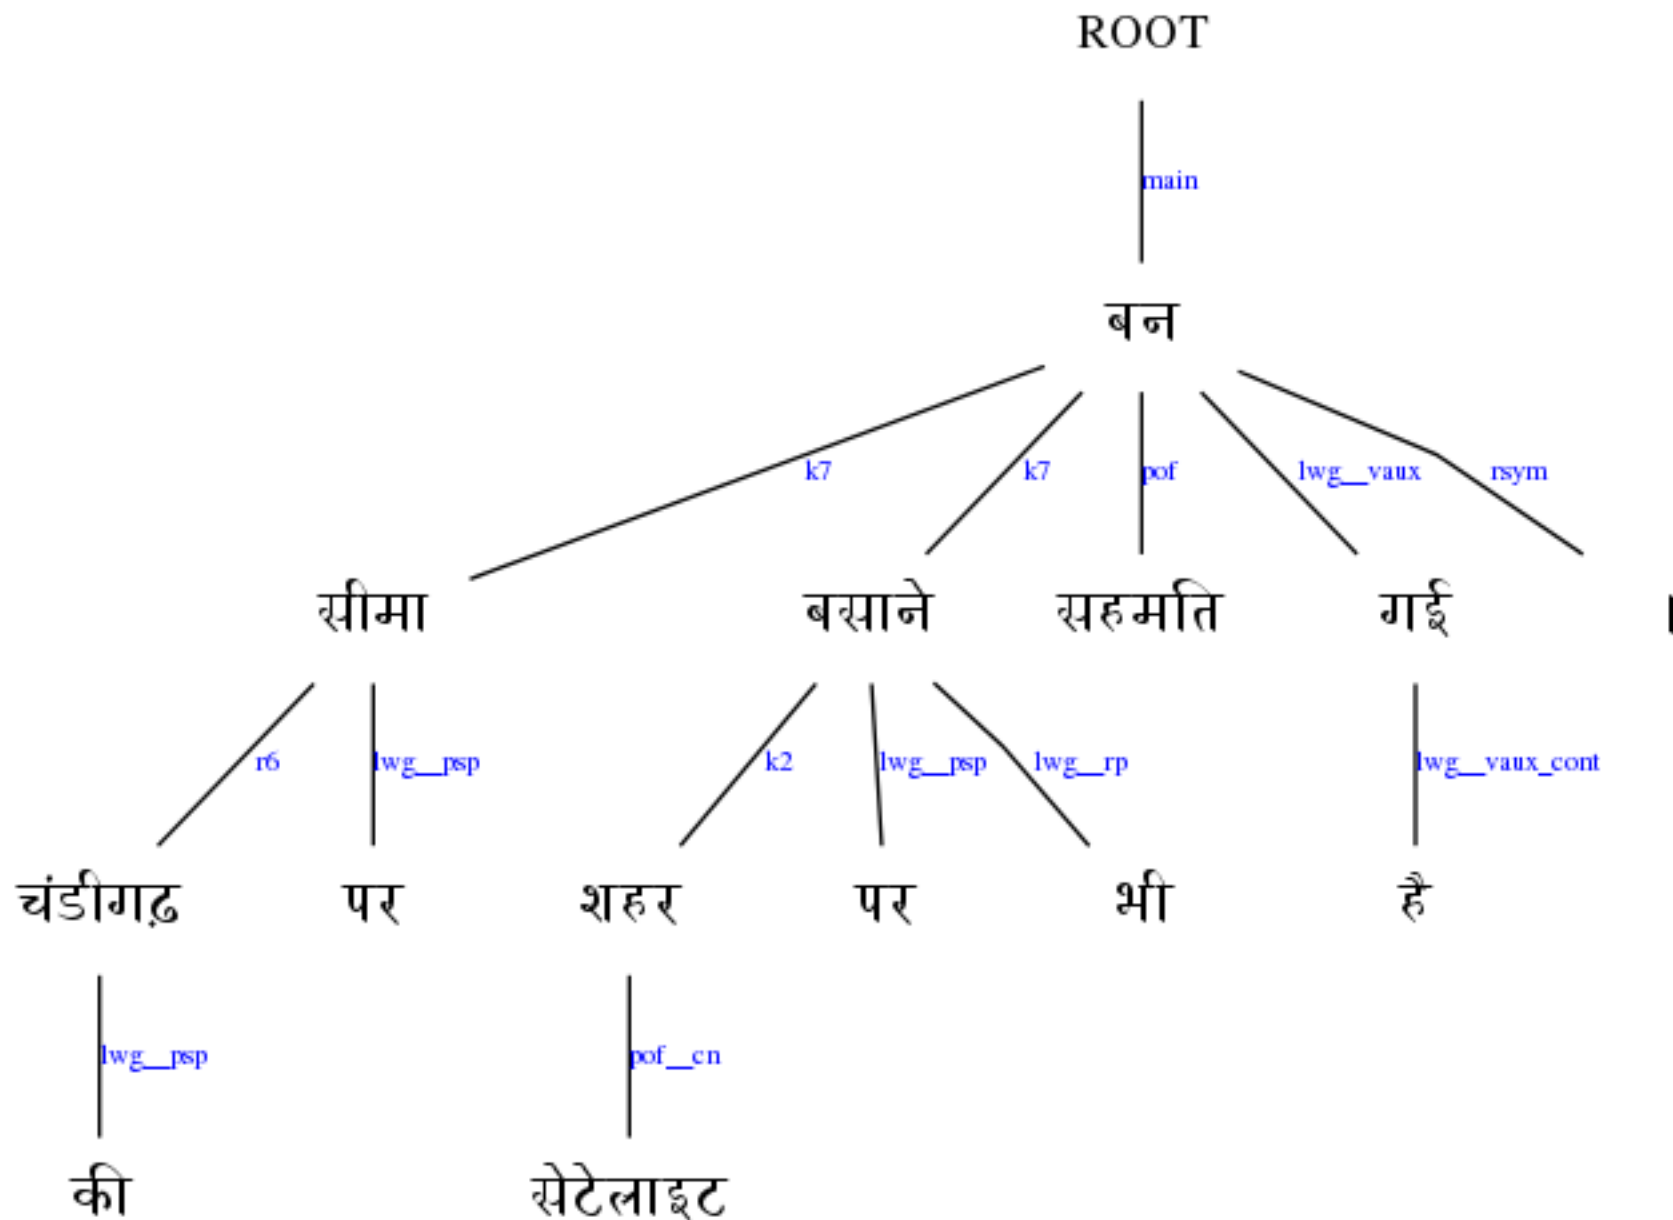 ROOT
main
बन
k7 k7 pof lwg__vaux rsym
सीमा बसाने सहमति गई ।
r6 lwg__psp k2 lwg__psp lwg__rp lwg__vaux_cont
चंडीगढ़ पर शहर पर भी है
lwg__psp pof__cn
की सेटेलाइट